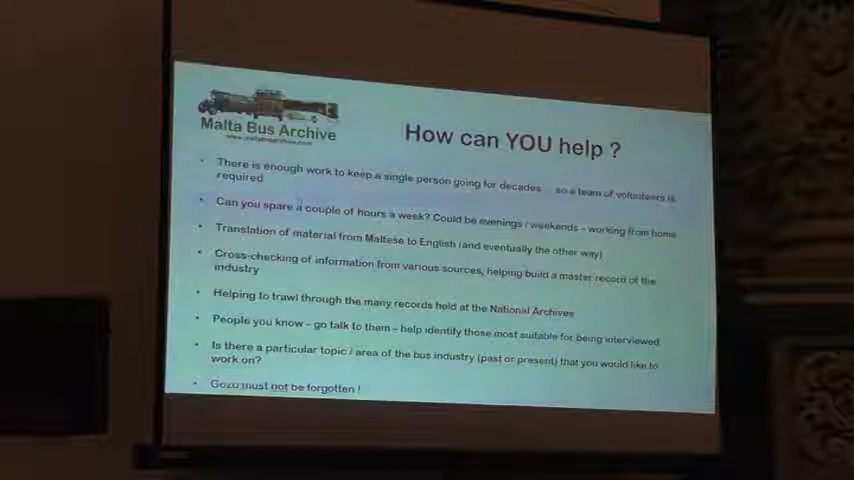 Malta Bus Archive
www.maltabusarchive.com
How can YOU help ?
• There is enough work to keep a single person going for decades ... so a team of volunteers is
required
• Can you spare a couple of hours a week? Could be evenings / weekends - working from home
• Translation of material from Maltese to English (and eventually the other way)
• Cross-checking of information from various sources, helping build a master record of the
industry
• Helping to trawl through the many records held at the National Archives
• People you know – go talk to them – help identify those most suitable for being interviewed
• Is there a particular topic / area of the bus industry (past or present) that you would like to
work on?
• Gozo must not be forgotten !